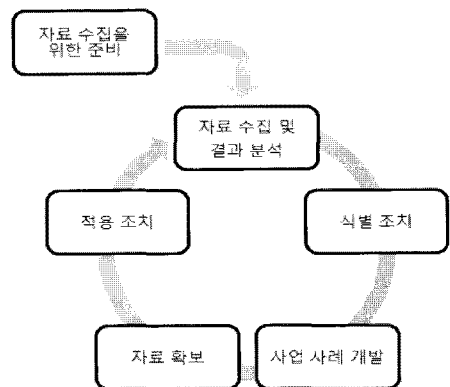 자료 수집을
위한 준비
자료 수집 및
결과 분석
적용 조치
식별 조치
자료 확보
사업 사례 개발